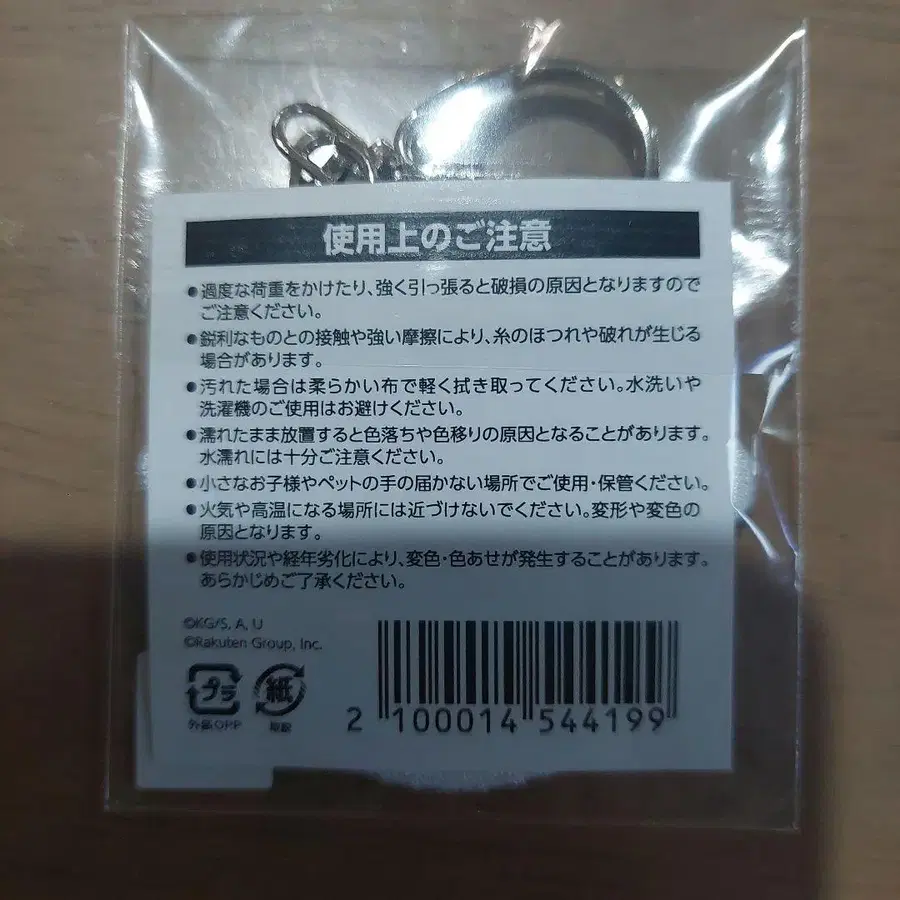 使用上のご注意
●過度な荷重をかけたり、強く引っ張ると破損の原因となりますので
ご注意ください。
●鋭利なものとの接触や強い摩擦により、糸のほつれや破れが生じる
場合があります。
●汚れた場合は柔らかい布で軽く拭き取ってください。水洗いや
洗濯機のご使用はお避けください。
●濡れたまま放置すると色落ちや色移りの原因となることがあります。
水濡れには十分ご注意ください。
●小さなお子様やペットの手の届かない場所でご使用・保管ください。
●火気や高温になる場所には近づけないでください。変形や変色の
原因となります。
●使用状況や経年劣化により、変色・色あせが発生することがあります。
あらかじめご了承ください。
©KG/S, A, U
©Rakuten Group, Inc.
プラ 紙
外装OPP
2 100014 544199